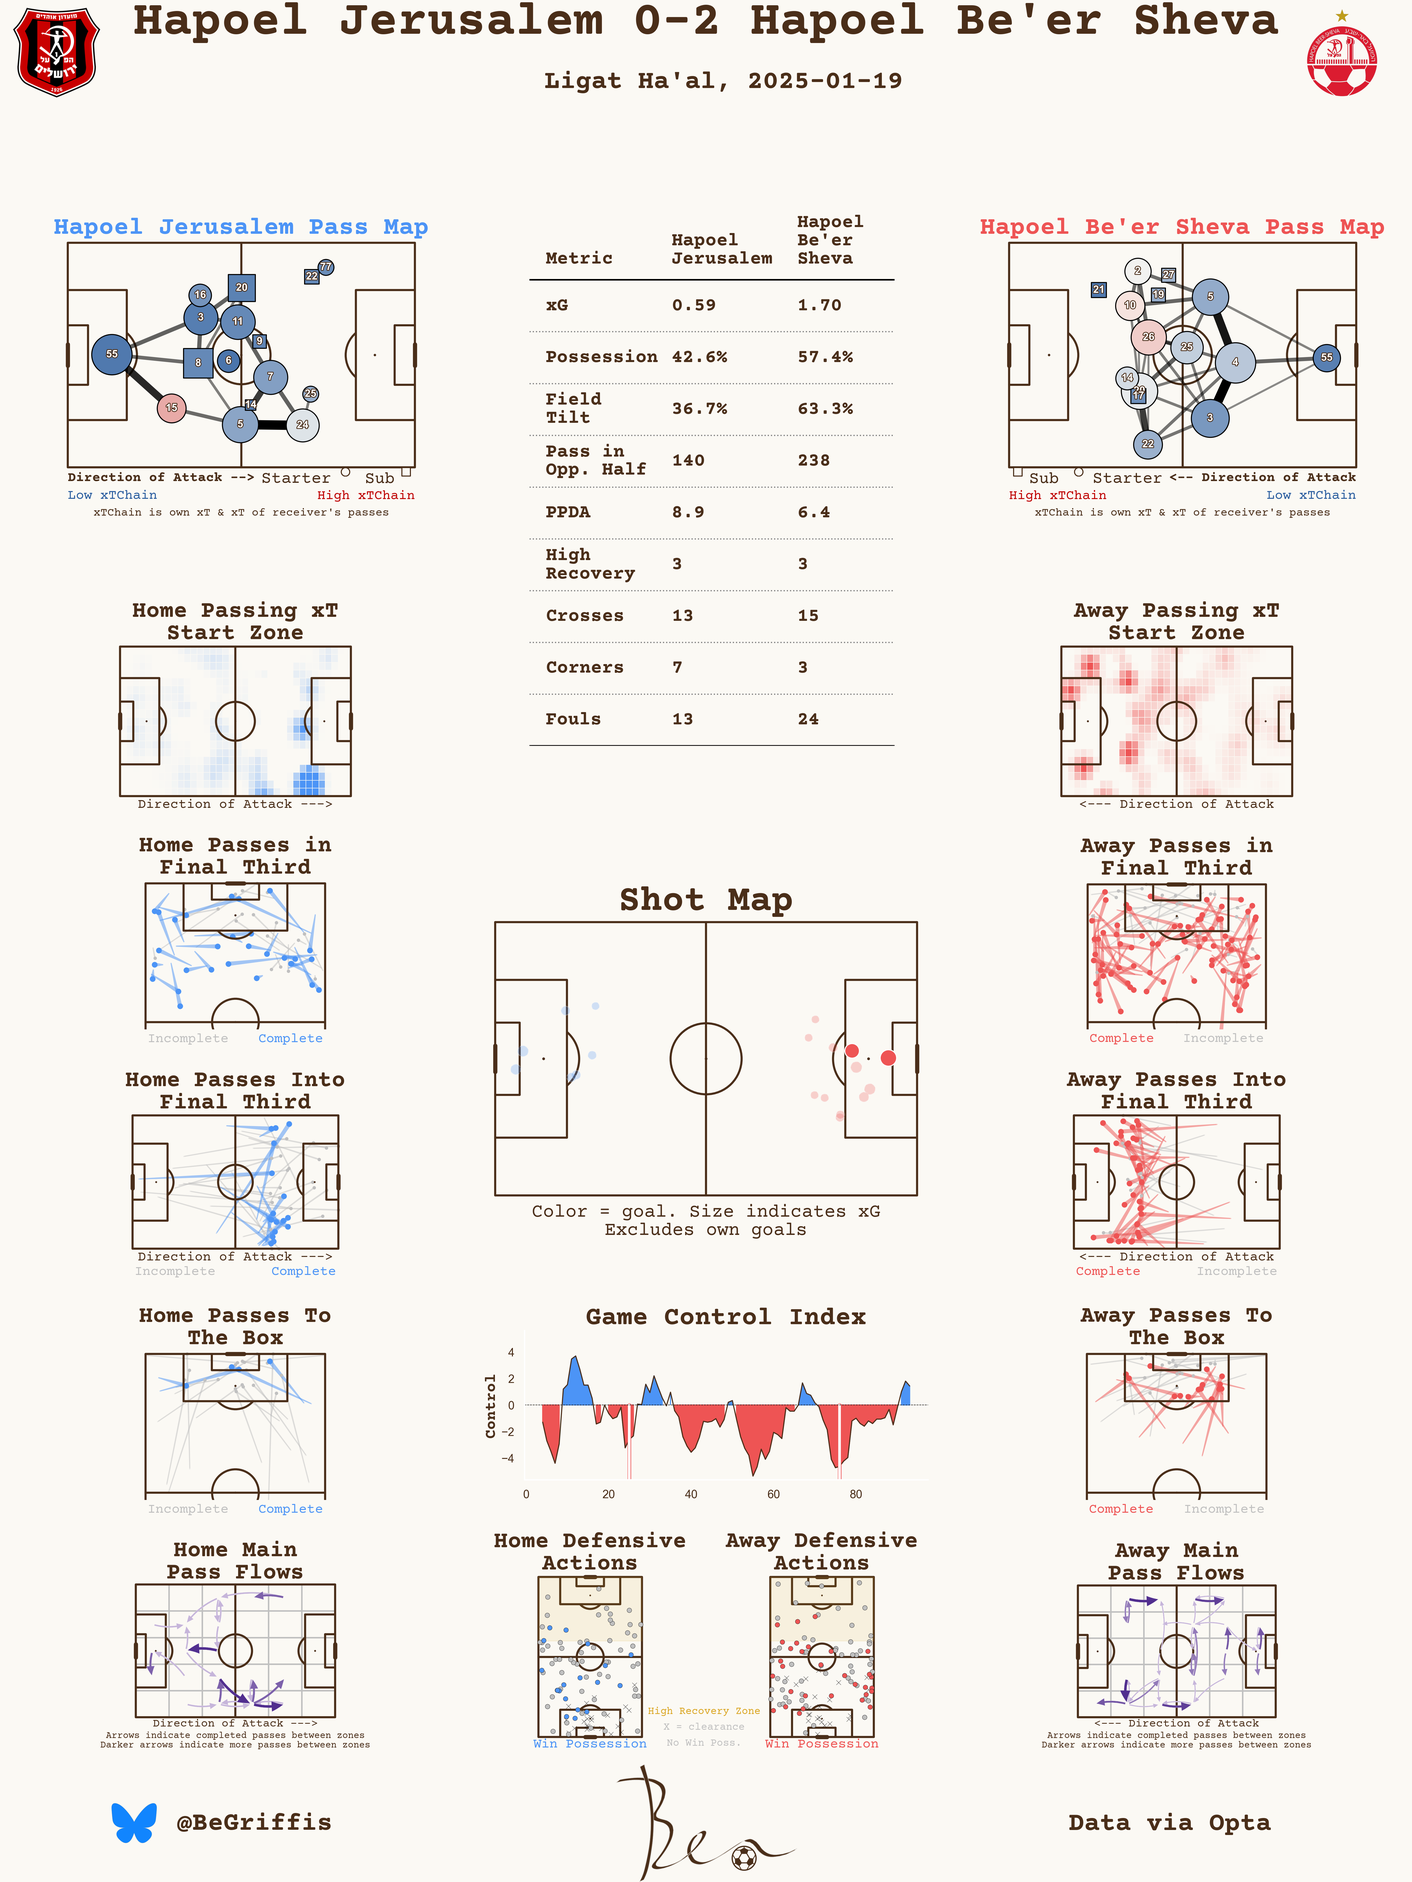 Hapoel Jerusalem 0-2 Hapoel Be'er Sheva
Ligat Ha'al, 2025-01-19
Hapoel Jerusalem Pass Map
55
15
16
3
8
20
11
6
9
7
14
5
24
25
22
77
Direction of Attack --> Starter Sub
Low xTChain High xTChain
xTChain is own xT & xT of receiver's passes
Metric Hapoel Jerusalem Hapoel Be'er Sheva
xG 0.59 1.70
Possession 42.6% 57.4%
Field Tilt 36.7% 63.3%
Pass in Opp. Half 140 238
PPDA 8.9 6.4
High Recovery 3 3
Crosses 13 15
Corners 7 3
Fouls 13 24
Hapoel Be'er Sheva Pass Map
2
27
21
19
10
5
26
25
4
55
14
17
3
22
Sub Starter <-- Direction of Attack
High xTChain Low xTChain
xTChain is own xT & xT of receiver's passes
Home Passing xT
Start Zone
Direction of Attack --->
Away Passing xT
Start Zone
<--- Direction of Attack
Home Passes in
Final Third
Incomplete Complete
Away Passes in
Final Third
Complete Incomplete
Shot Map
Color = goal. Size indicates xG
Excludes own goals
Home Passes Into
Final Third
Direction of Attack --->
Incomplete Complete
Away Passes Into
Final Third
<--- Direction of Attack
Complete Incomplete
Home Passes To
The Box
Incomplete Complete
Game Control Index
Control
4
2
0
−2
−4
0 20 40 60 80
Away Passes To
The Box
Complete Incomplete
Home Main
Pass Flows
Direction of Attack --->
Arrows indicate completed passes between zones
Darker arrows indicate more passes between zones
Home Defensive
Actions
Win Possession
Away Defensive
Actions
Win Possession
High Recovery Zone
X = clearance
No Win Poss.
Away Main
Pass Flows
<--- Direction of Attack
Arrows indicate completed passes between zones
Darker arrows indicate more passes between zones
@BeGriffis
Ben
Data via Opta